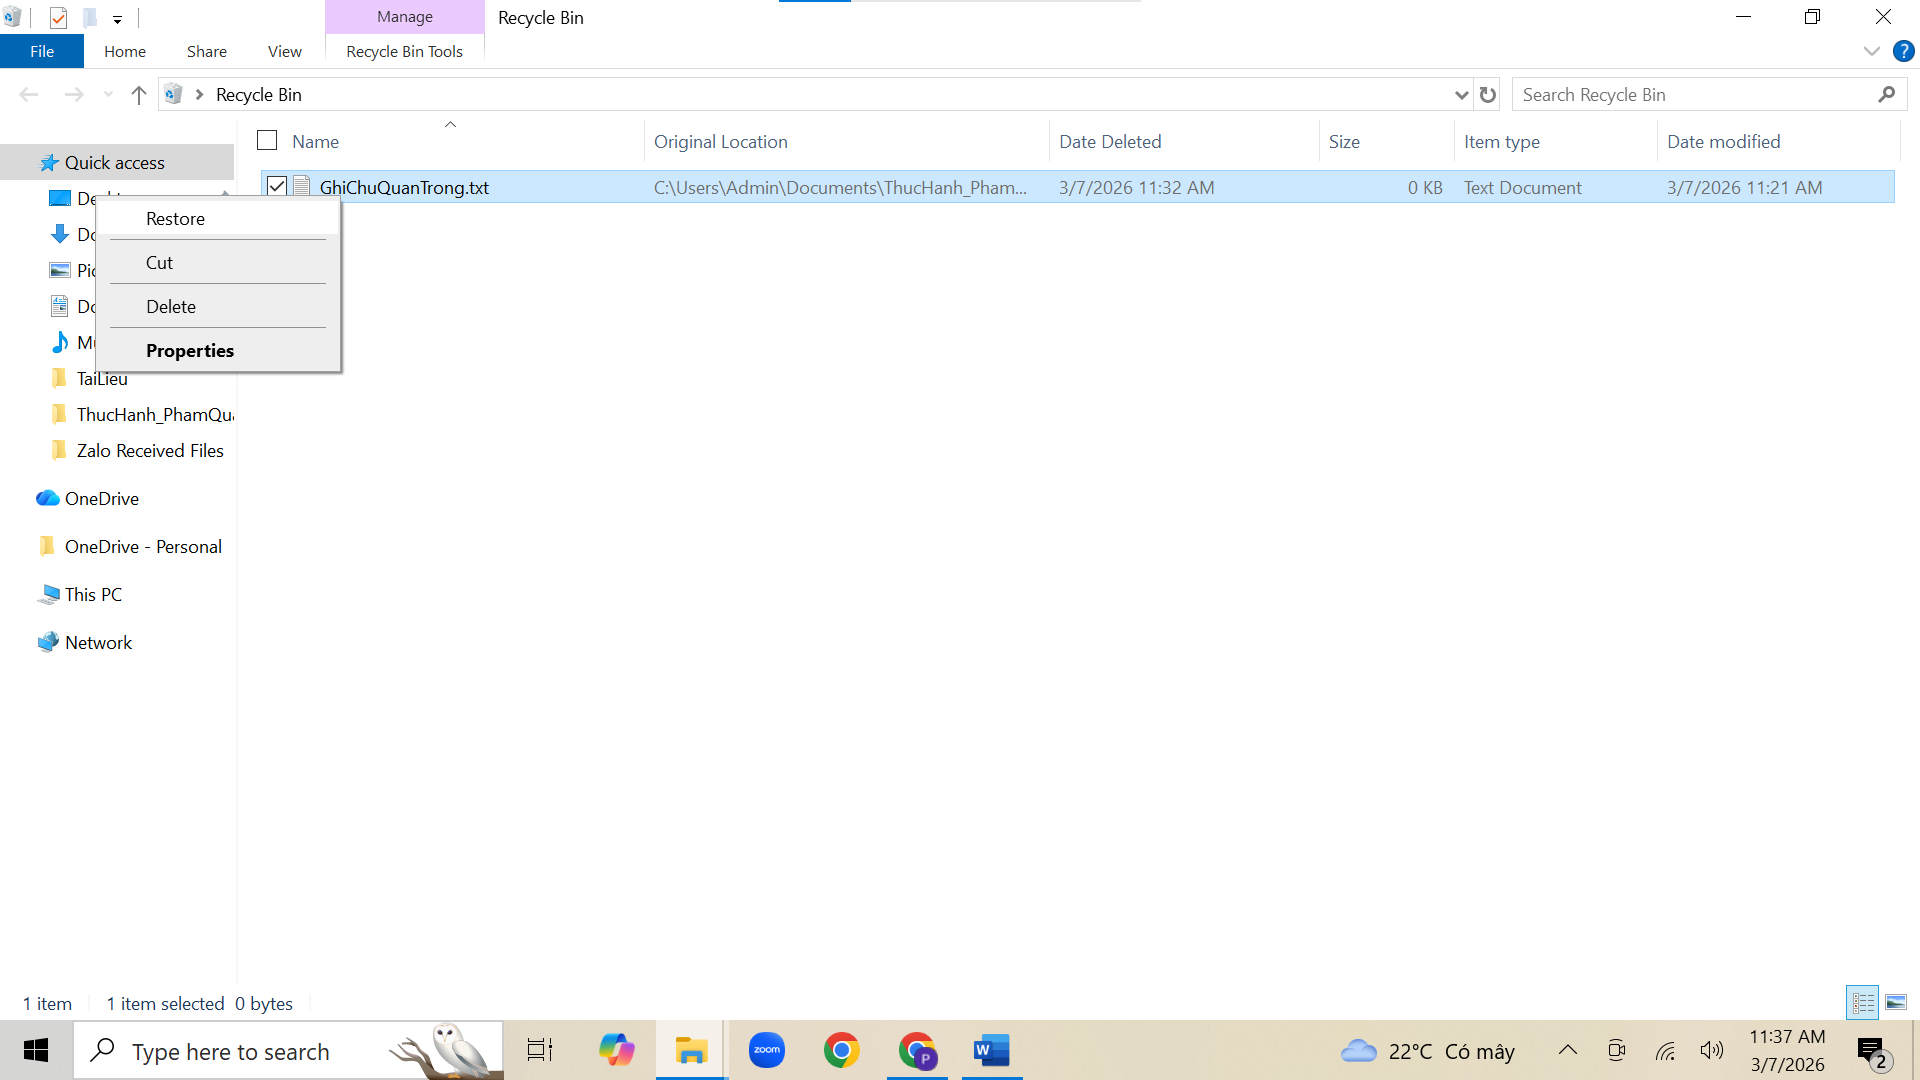 Manage
Recycle Bin
File
Home
Share
View
Recycle Bin Tools
Recycle Bin
Search Recycle Bin
Name
Original Location
Date Deleted
Size
Item type
Date modified
GhiChuQuanTrong.txt
C:\Users\Admin\Documents\ThucHanh_Pham...
3/7/2026 11:32 AM
0 KB
Text Document
3/7/2026 11:21 AM
Quick access
TaiLieu
ThucHanh_PhamQua
Zalo Received Files
OneDrive
OneDrive - Personal
This PC
Network
Restore
Cut
Delete
Properties
1 item
1 item selected 0 bytes
Type here to search
zoom
P
W
22°C Có mây
11:37 AM
3/7/2026
2